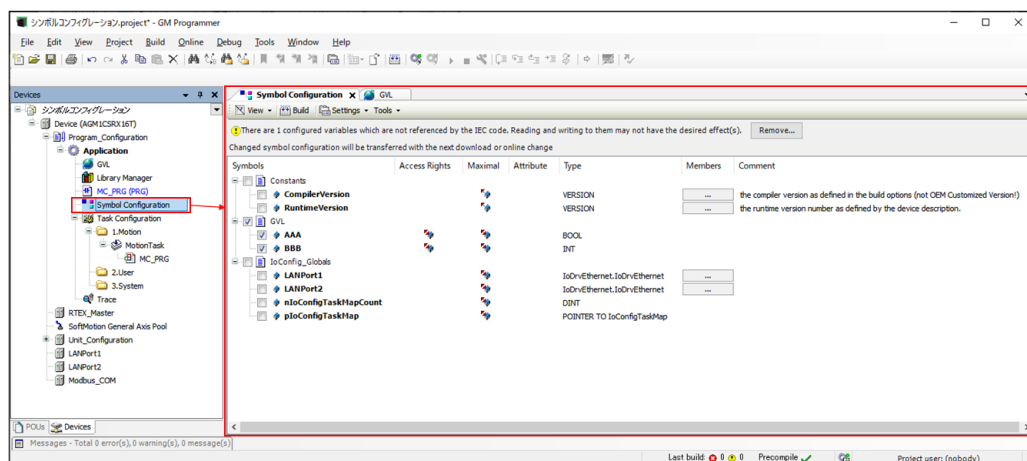 シンボルコンフィグレーション.project* - GM Programmer
File Edit View Project Build Online Debug Tools Window Help
Devices
シンボルコンフィグレーション
Device (AGM1CSRX16T)
Program_Configuration
Application
GVL
Library Manager
MC_PRG (PRG)
Symbol Configuration
Task Configuration
1.Motion
MotionTask
MC_PRG
2.User
3.System
Trace
RTEX_Master
SoftMotion General Axis Pool
Unit_Configuration
LANPort1
LANPort2
Modbus_COM
POUs Devices
Symbol Configuration GVL
View Build Settings Tools
There are 1 configured variables which are not referenced by the IEC code. Reading and writing to them may not have the desired effect(s). Remove...
Changed symbol configuration will be transferred with the next download or online change
Symbols Access Rights Maximal Attribute Type Members Comment
Constants
CompilerVersion VERSION ... the compiler version as defined in the build options (not OEM Customized Version!)
RuntimeVersion VERSION ... the runtime version number as defined by the device description.
GVL
AAA BOOL
BBB INT
IoConfig_Globals
LANPort1 IoDrvEthernet.IoDrvEthernet ...
LANPort2 IoDrvEthernet.IoDrvEthernet ...
nIoConfigTaskMapCount DINT
pIoConfigTaskMap POINTER TO IoConfigTaskMap
Messages - Total 0 error(s), 0 warning(s), 0 message(s)
Last build: 0 0 Precompile Project user: (nobody)